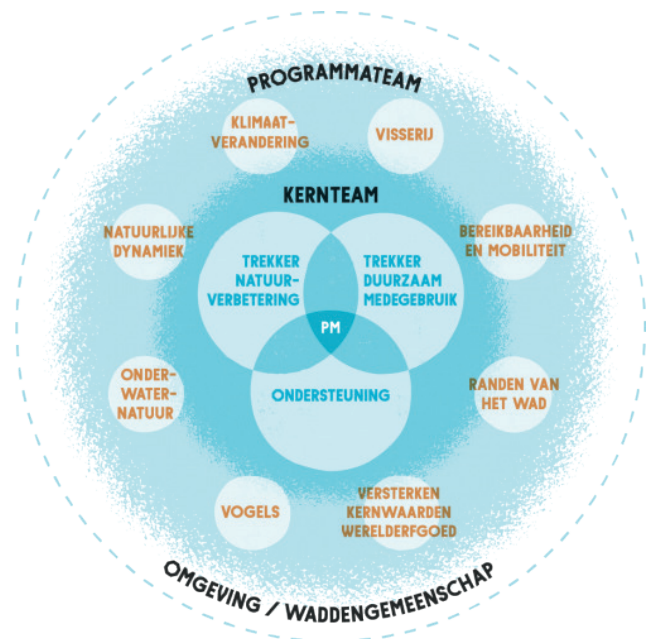 PROGRAMMATEAM
KLIMAAT-
VERANDERING
VISSERIJ
KERNTEAM
NATUURLIJKE
DYNAMIEK
BEREIKBAARHEID
EN MOBILITEIT
TREKKER
NATUUR-
VERBETERING
TREKKER
DUURZAAM
MEDEGEBRUIK
PM
ONDER-
WATER-
NATUUR
ONDERSTEUNING
RANDEN VAN
HET WAD
VOGELS
VERSTERKEN
KERNWAARDEN
WERELDERFGOED
OMGEVING / WADDENGEMEENSCHAP